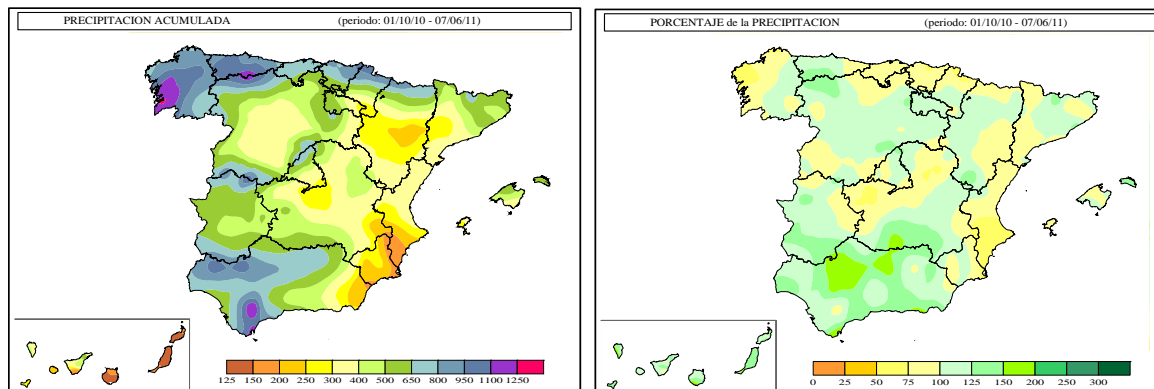 PRECIPITACION ACUMULADA (periodo: 01/10/10 - 07/06/11)
125 150 200 250 300 400 500 650 800 950 1100 1250
PORCENTAJE de la PRECIPITACION (periodo: 01/10/10 - 07/06/11)
0 25 50 75 100 125 150 200 250 300